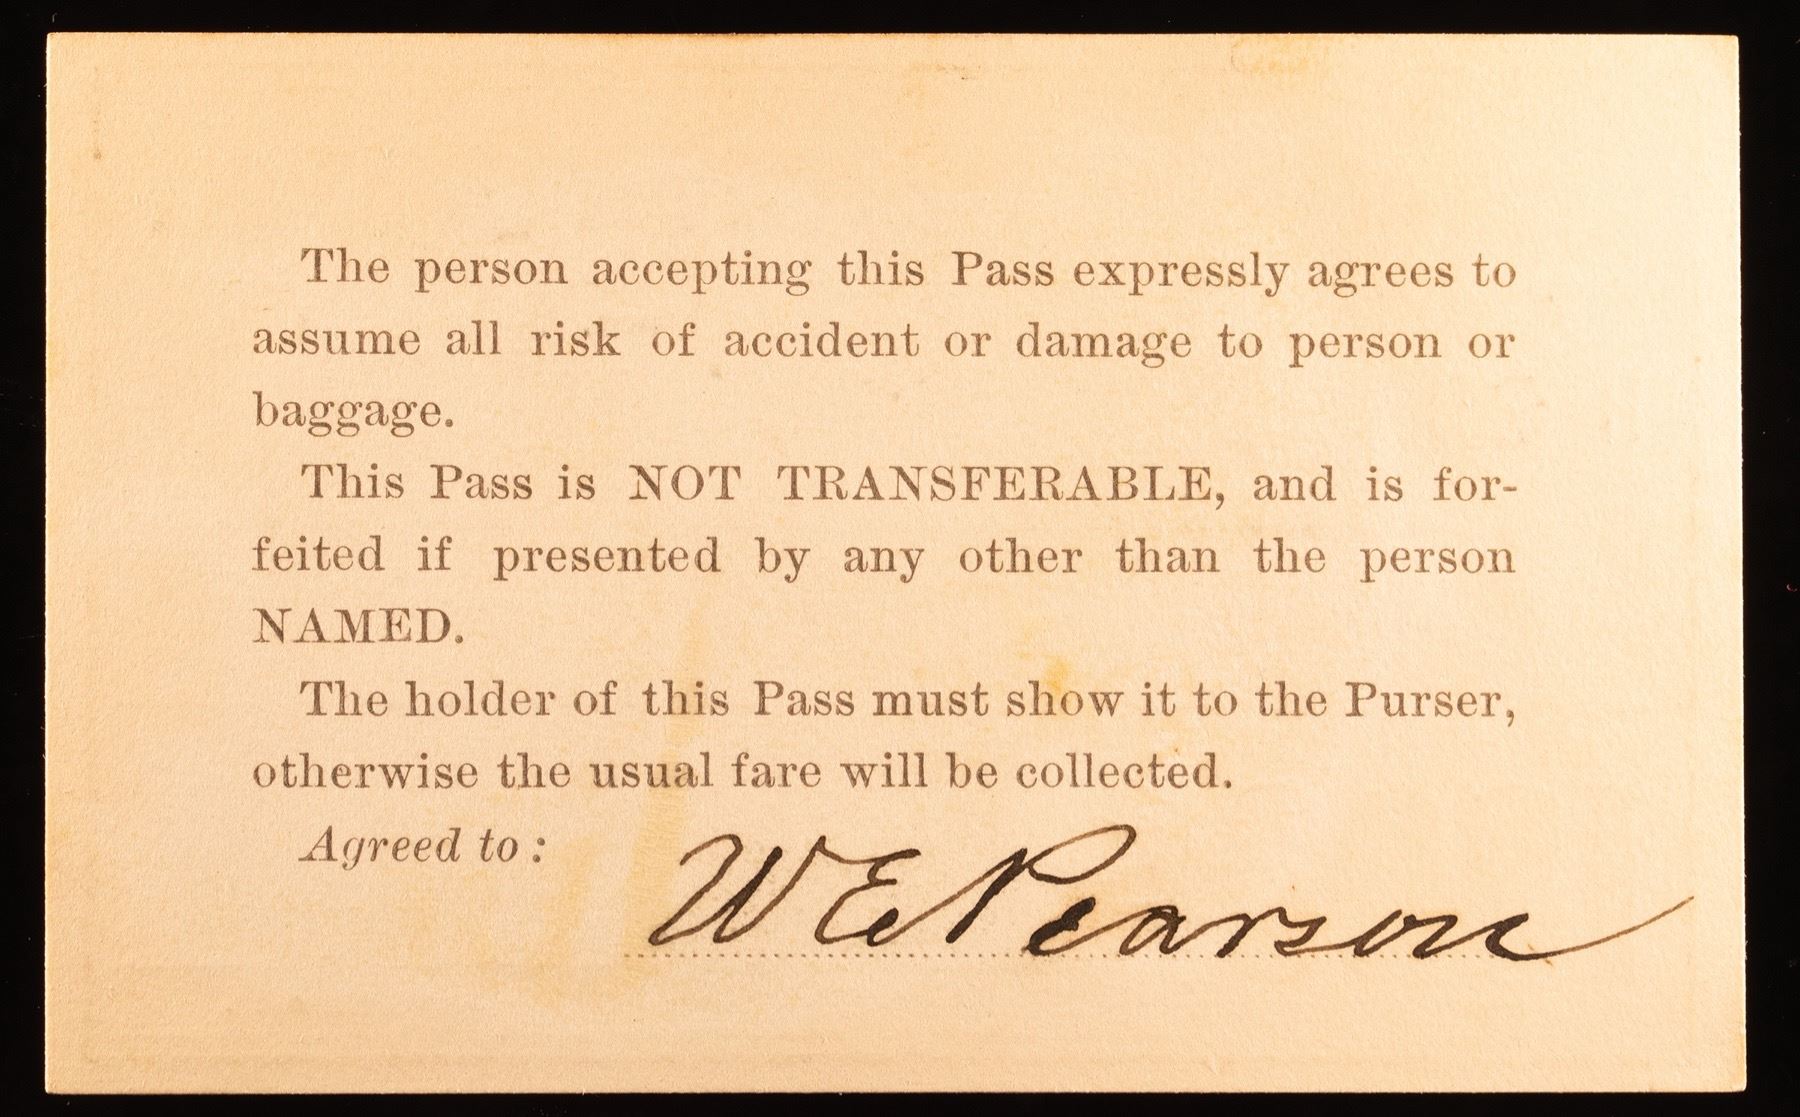 The person accepting this Pass expressly agrees to
assume all risk of accident or damage to person or
baggage.
This Pass is NOT TRANSFERABLE, and is for-
feited if presented by any other than the person
NAMED.
The holder of this Pass must show it to the Purser,
otherwise the usual fare will be collected.
Agreed to: W E Pearson